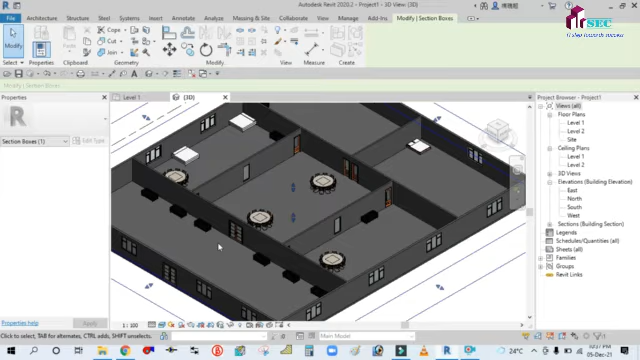 Autodesk Revit 2020.2 - Project1 - 3D View: {3D}
SEC
A step towards success
Architecture Structure Steel Systems Insert Annotate Analyze Massing & Site Collaborate View Manage Add-Ins Modify | Section Boxes
Modify
Properties
Cope
Cut
Join
Select Properties Clipboard Geometry Modify View Measure Create
Modify | Section Boxes
Properties
Level 1
{3D}
Project Browser - Project1
Section Boxes (1)
Edit Type
Views (all)
Floor Plans
Level 1
Level 2
Site
Ceiling Plans
Level 1
Level 2
3D Views
Elevations (Building Elevation)
East
North
South
West
Sections (Building Section)
Legends
Schedules/Quantities (all)
Sheets (all)
Families
Groups
Revit Links
Properties help
Apply
1 : 100
Click to select, TAB for alternates, CTRL adds, SHIFT unselects.
Main Model
24°C
05-Dec-21